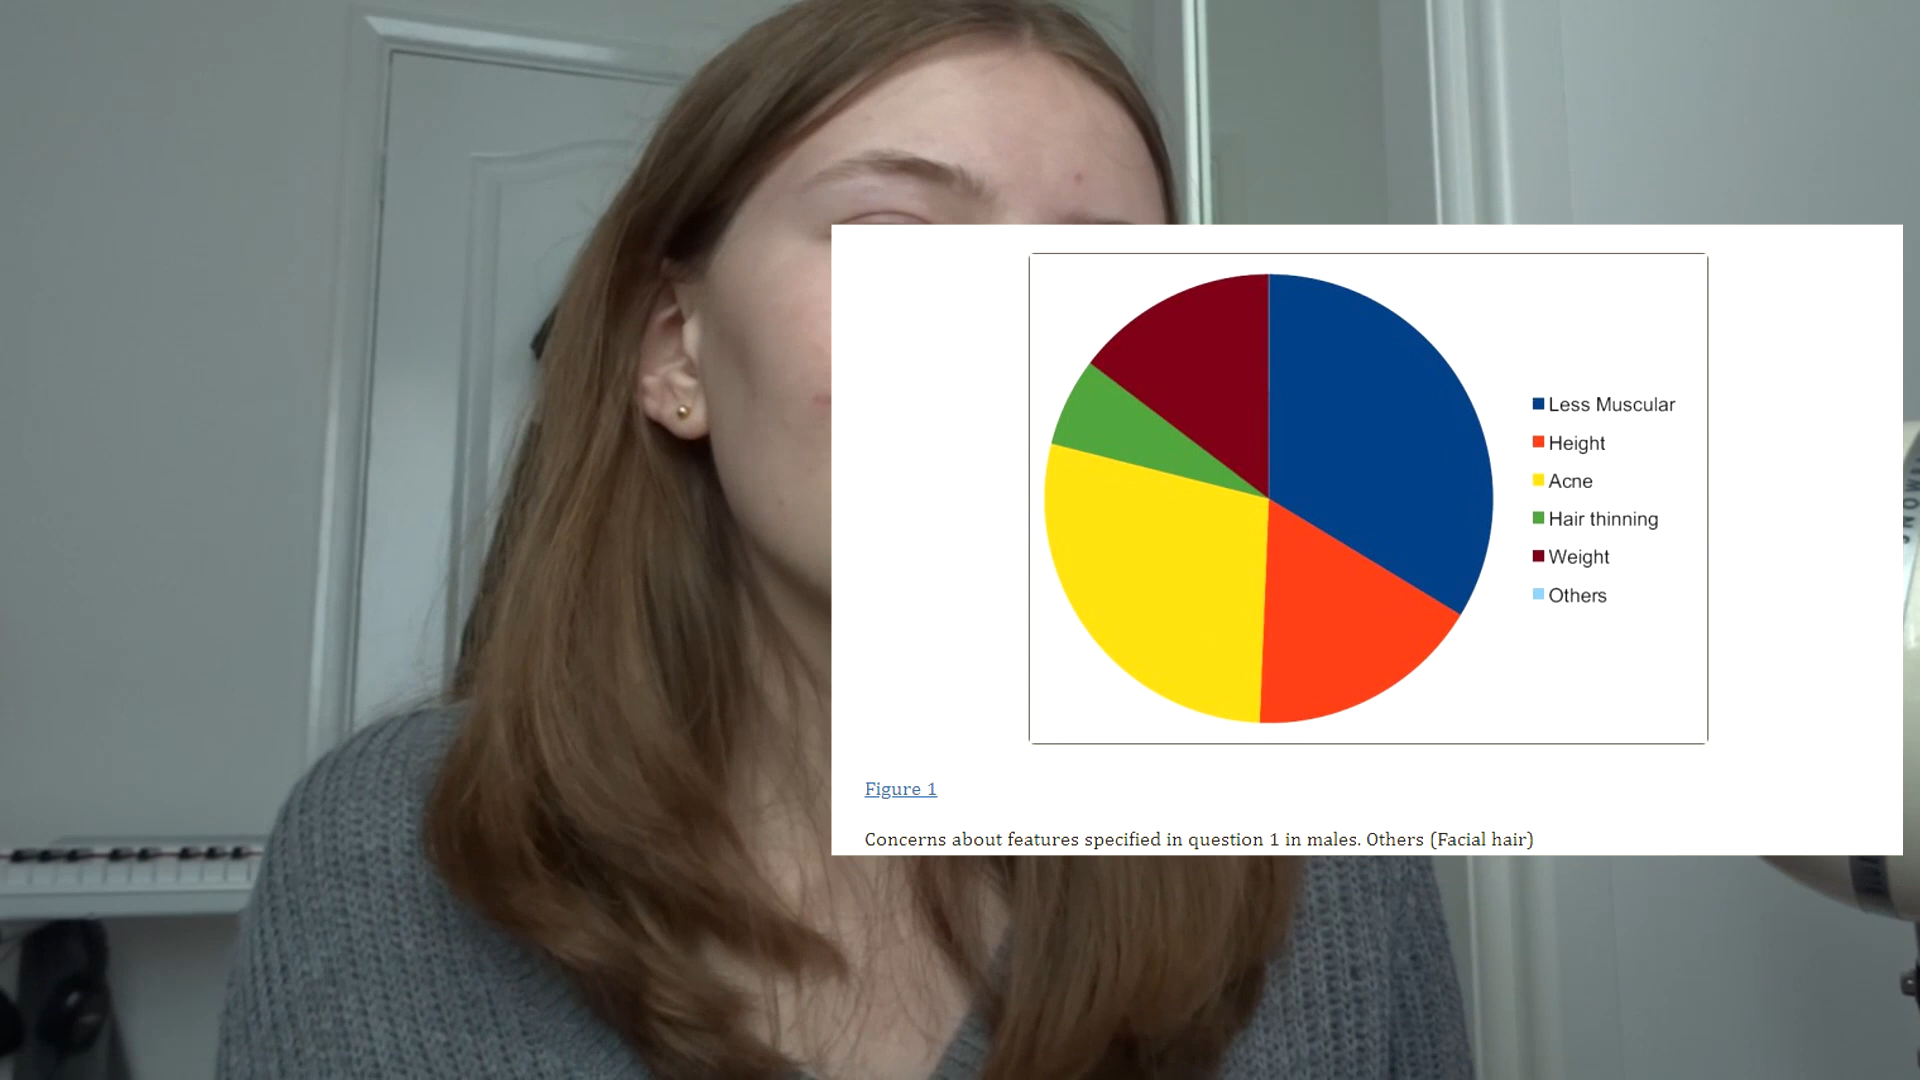 Less Muscular
Height
Acne
Hair thinning
Weight
Others
Figure 1
Concerns about features specified in question 1 in males. Others (Facial hair)